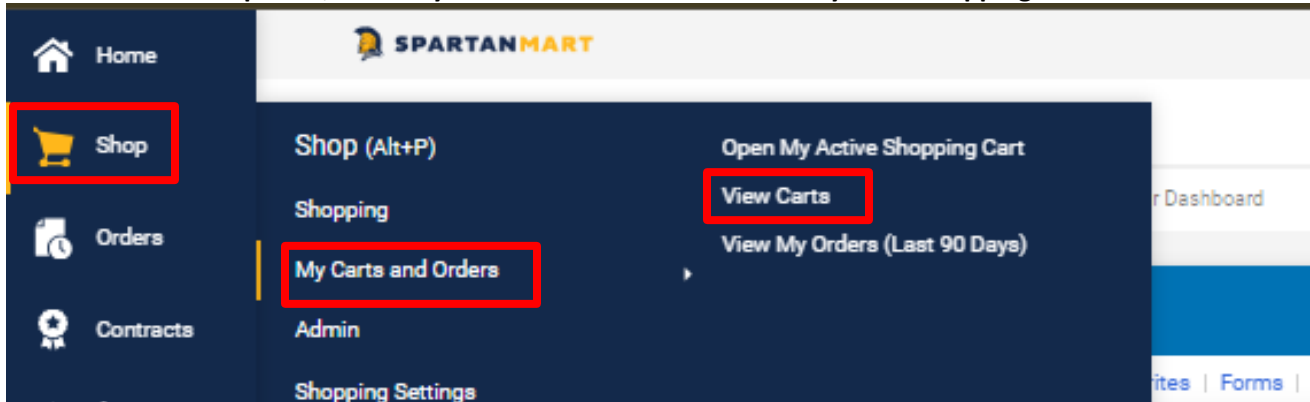 Home
SPARTANMART
Shop
Shop (Alt+P)
Open My Active Shopping Cart
Shopping
View Carts
r Dashboard
Orders
My Carts and Orders
View My Orders (Last 90 Days)
Contracts
Admin
Shopping Settings
ites | Forms |